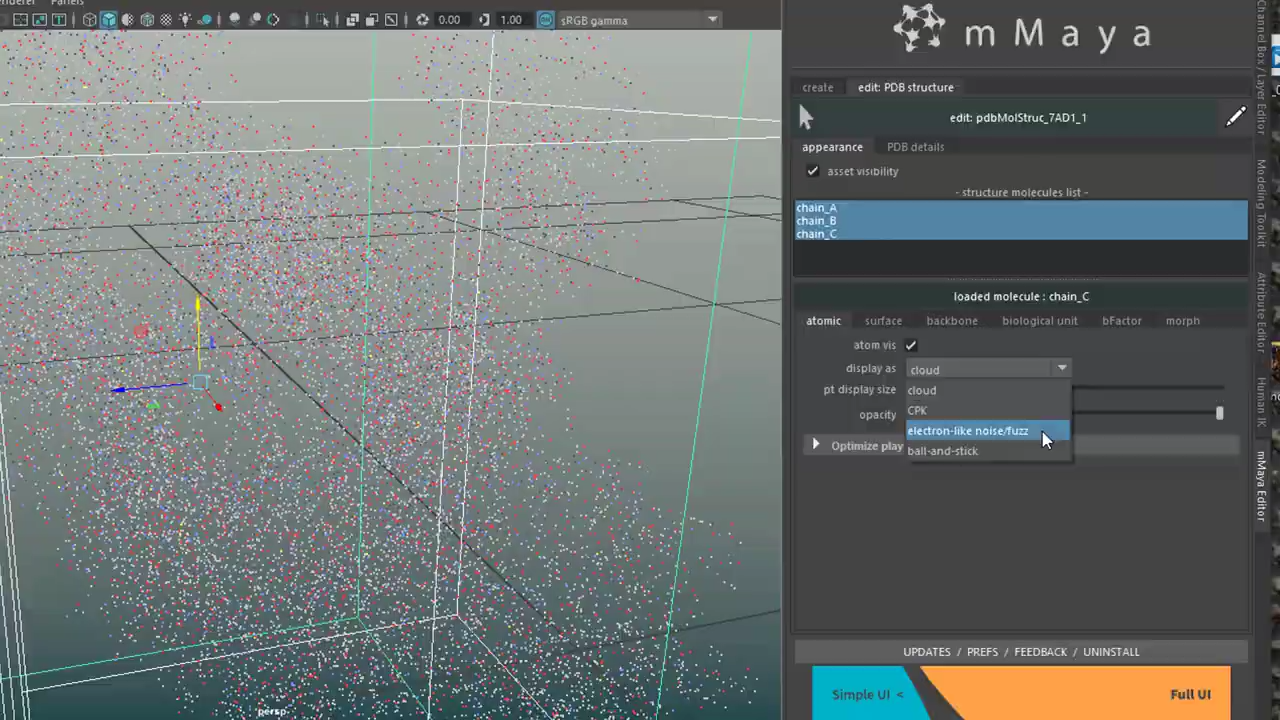 Panels
0.00
1.00
sRGB gamma
persp
mMaya
create
edit: PDB structure
edit: pdbMolStruc_7AD1_1
appearance
PDB details
asset visibility
- structure molecules list -
chain_A
chain_B
chain_C
loaded molecule : chain_C
atomic
surface
backbone
biological unit
bFactor
morph
atom vis
display as
cloud
pt display size
cloud
CPK
opacity
electron-like noise/fuzz
Optimize play
ball-and-stick
UPDATES / PREFS / FEEDBACK / UNINSTALL
Simple UI <
Full UI
Channel Box / Layer Editor
Modeling Toolkit
Attribute Editor
Human IK
mMaya Editor